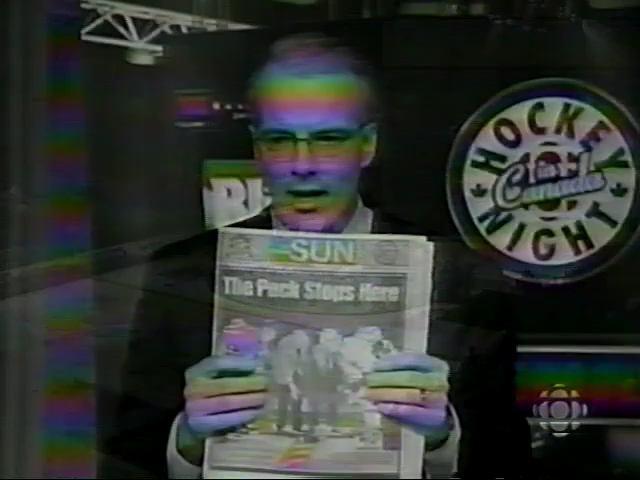 HOCKEY
in
Canada
NIGHT
SUN
The Puck Stops Here